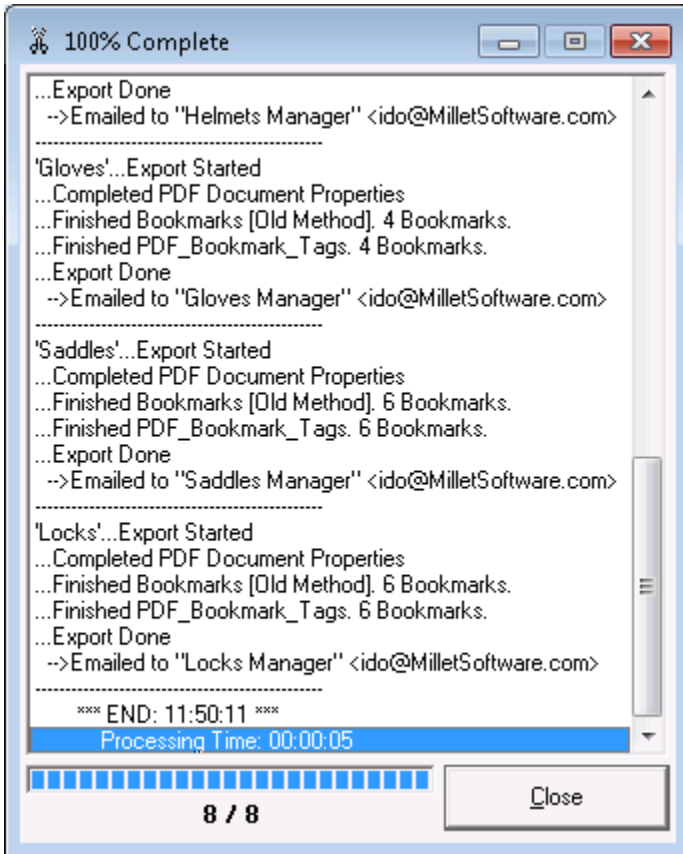 100% Complete
...Export Done
-->Emailed to "Helmets Manager" <ido@MilletSoftware.com>
------------------------------------------------
'Gloves'...Export Started
...Completed PDF Document Properties
...Finished Bookmarks [Old Method]. 4 Bookmarks.
...Finished PDF_Bookmark_Tags. 4 Bookmarks.
...Export Done
-->Emailed to "Gloves Manager" <ido@MilletSoftware.com>
------------------------------------------------
'Saddles'...Export Started
...Completed PDF Document Properties
...Finished Bookmarks [Old Method]. 6 Bookmarks.
...Finished PDF_Bookmark_Tags. 6 Bookmarks.
...Export Done
-->Emailed to "Saddles Manager" <ido@MilletSoftware.com>
------------------------------------------------
'Locks'...Export Started
...Completed PDF Document Properties
...Finished Bookmarks [Old Method]. 6 Bookmarks.
...Finished PDF_Bookmark_Tags. 6 Bookmarks.
...Export Done
-->Emailed to "Locks Manager" <ido@MilletSoftware.com>
------------------------------------------------
*** END: 11:50:11 ***
Processing Time: 00:00:05
8 / 8
Close